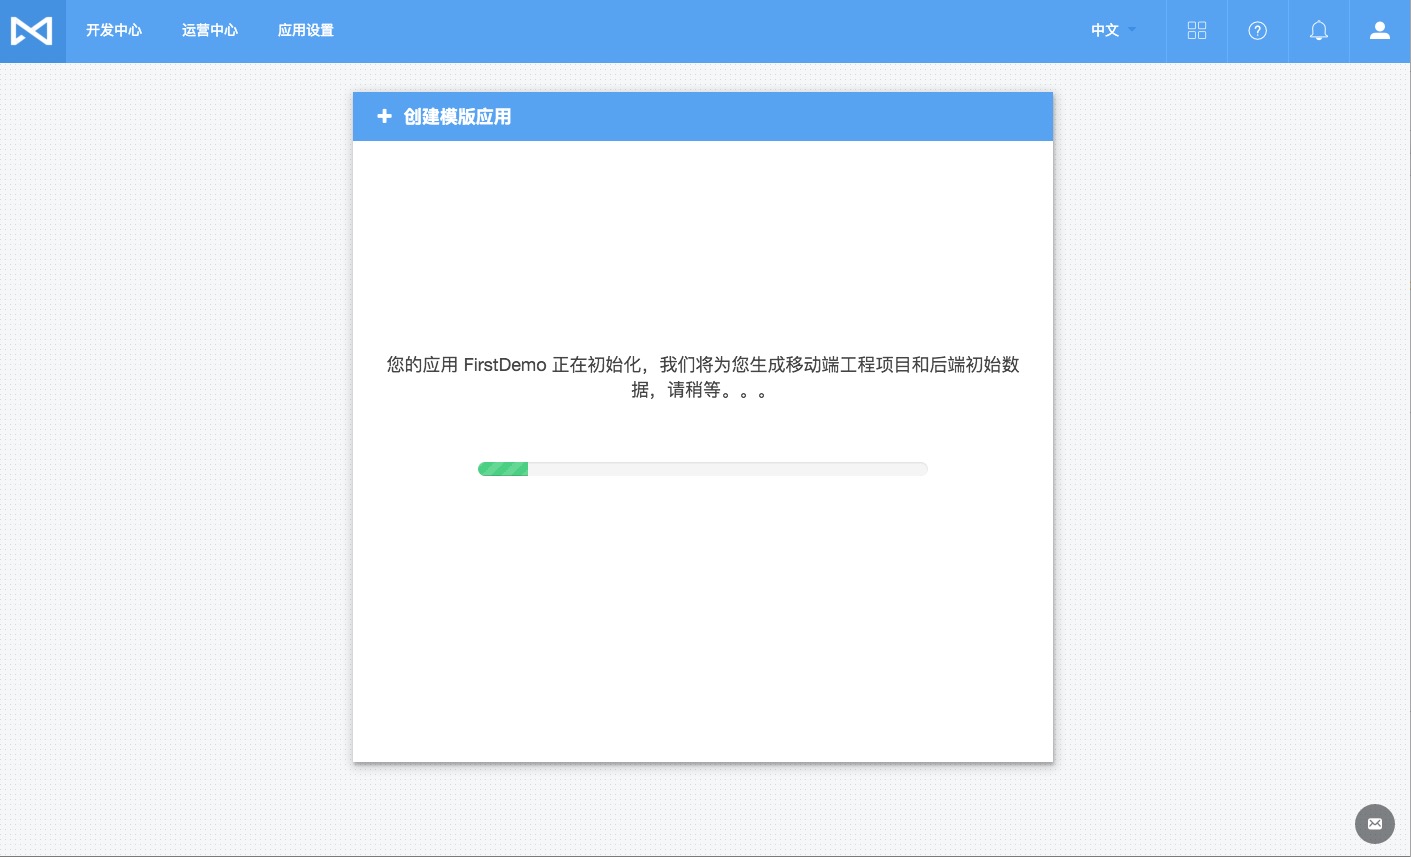 开发中心
运营中心
应用设置
中文
创建模版应用
您的应用 FirstDemo 正在初始化，我们将为您生成移动端工程项目和后端初始数
据，请稍等。。。